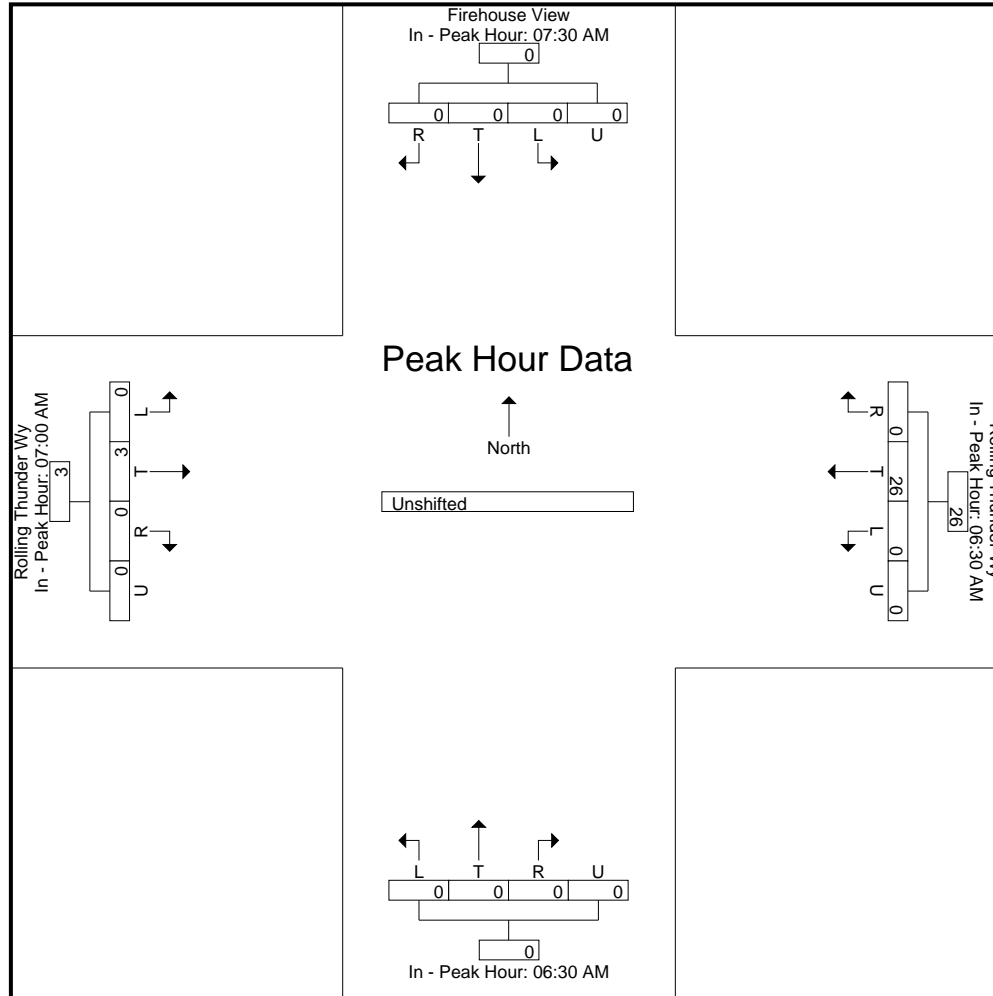 Firehouse View
In - Peak Hour: 07:30 AM
0
0 0 0 0
R T L U
Peak Hour Data
North
Unshifted
Rolling Thunder Wy
In - Peak Hour: 07:00 AM
3
0 3 0 0
L T R U
In - Peak Hour: 06:30 AM
26
0 26 0 0
R T L U
L T R U
0 0 0 0
0
In - Peak Hour: 06:30 AM